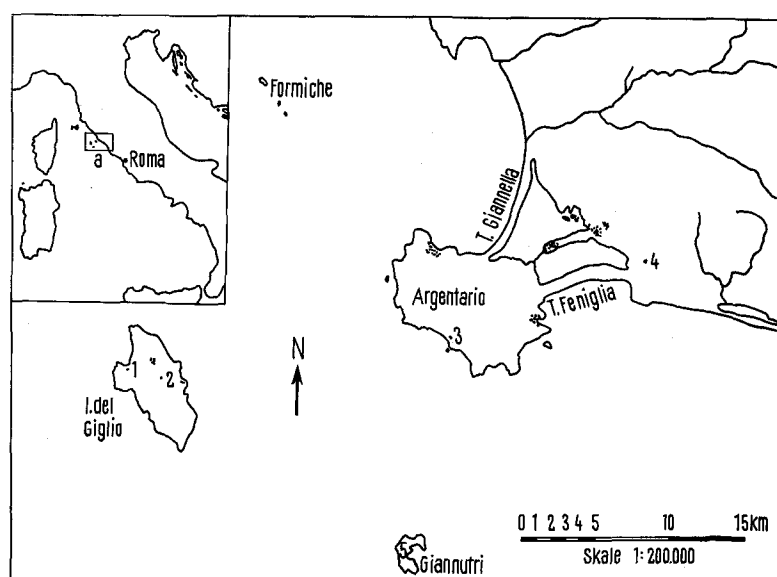 Formiche
Roma
a
T. Giannella
4
Argentario
T. Feniglia
3
N
1
2
I. del
Giglio
0 1 2 3 4 5 10 15km
Skale 1:200.000
5
Giannutri